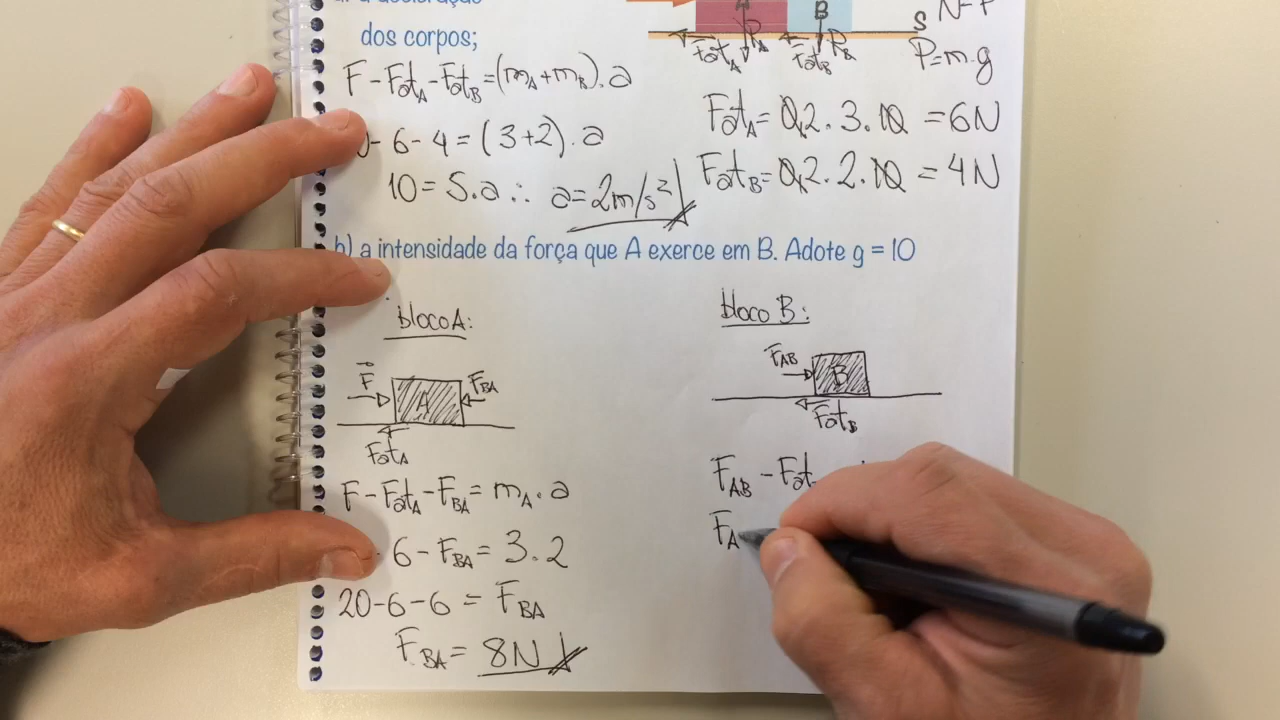 dos corpos;
F - Fat_A - Fat_B = (m_A + m_B) . a
- 6 - 4 = (3+2) . a
10 = 5.a ∴ a = 2m/s²
A
B
P_A
P_B
Fat_A
Fat_B
S
N = P
P = m.g
Fat_A = 0,2 . 3 . 10 = 6N
Fat_B = 0,2 . 2 . 10 = 4N
b) a intensidade da força que A exerce em B. Adote g = 10
bloco A:
F
A
F_BA
Fat_A
F - Fat_A - F_BA = m_A . a
- 6 - F_BA = 3.2
20-6-6 = F_BA
F_BA = 8N
bloco B:
F_AB
B
Fat_B
F_AB - Fat
F_A